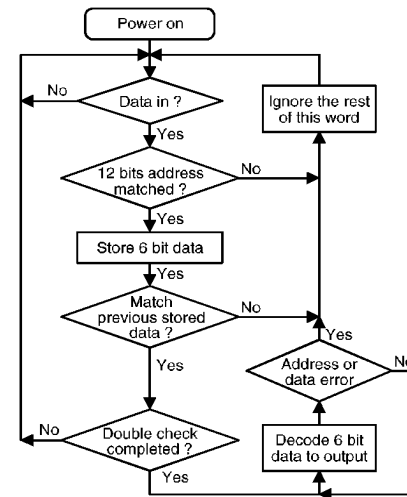 Power on
No
Data in ?
Ignore the rest
of this word
Yes
12 bits address
matched ?
No
Yes
Store 6 bit data
Yes
Match
previous stored
data ?
No
Yes
Address or
data error
No
Yes
No
Double check
completed ?
Decode 6 bit
data to output
Yes